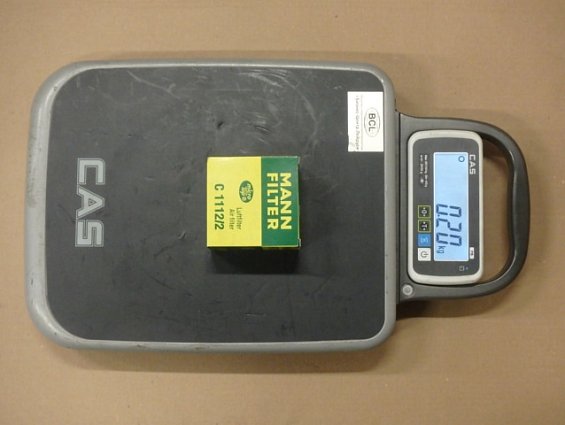 CAS
MANN
FILTER
Luftfilter
Air filter
C 1112/2
BCL
CAS
0.20 kg